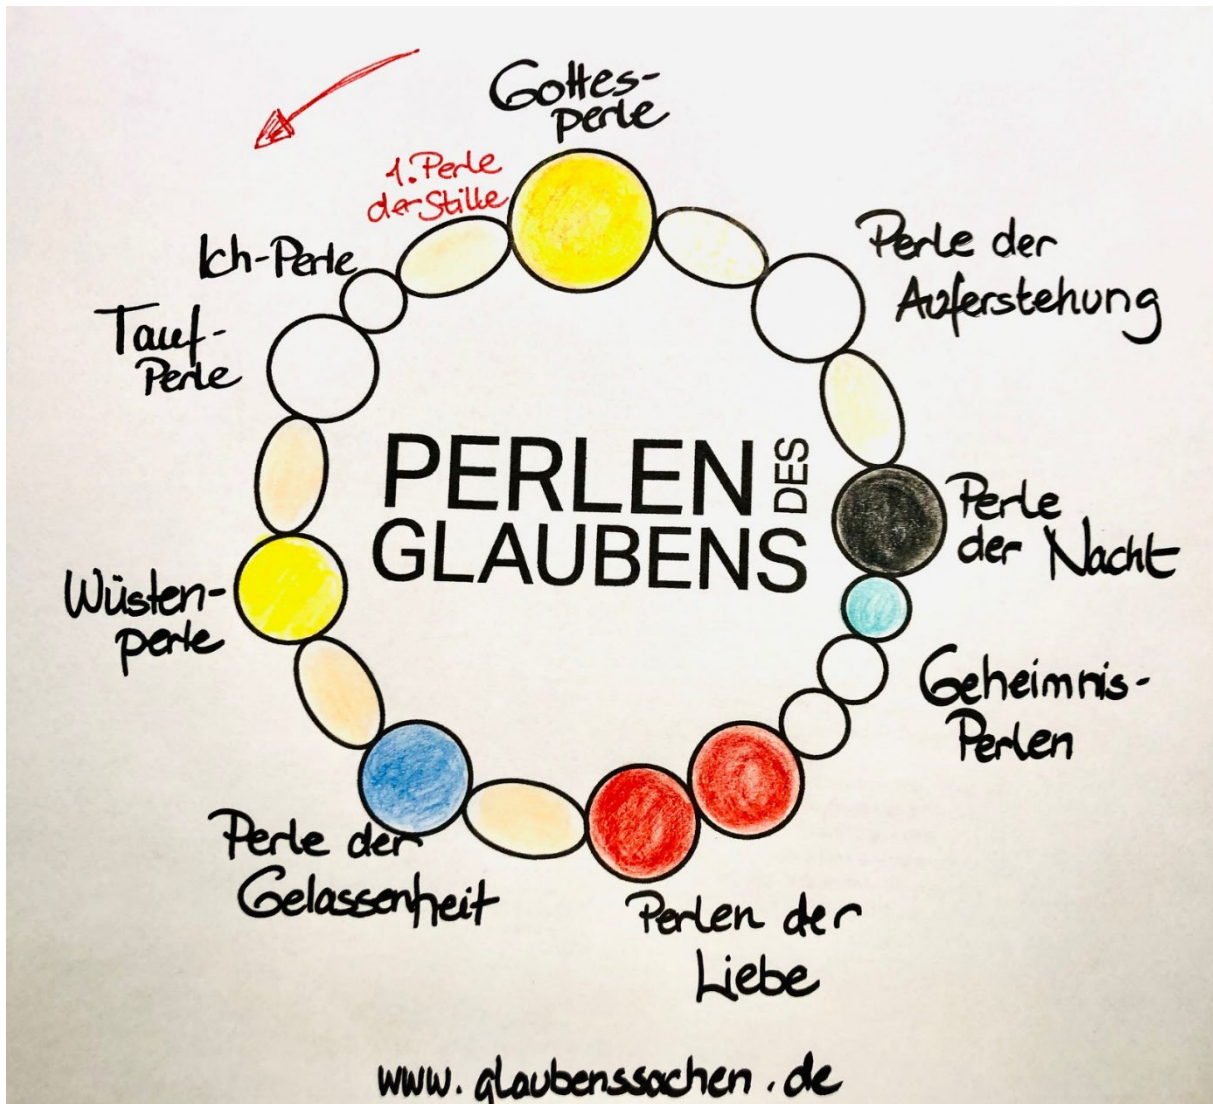 Gottes-
perle
1. Perle
der Stille
Ich-Perle
Tauf-
Perle
Perle der
Auferstehung
PERLEN DES
GLAUBENS
Perle
der Nacht
Wüsten-
perle
Geheimnis-
Perlen
Perle der
Gelassenheit
Perlen der
Liebe
www.glaubenssachen.de